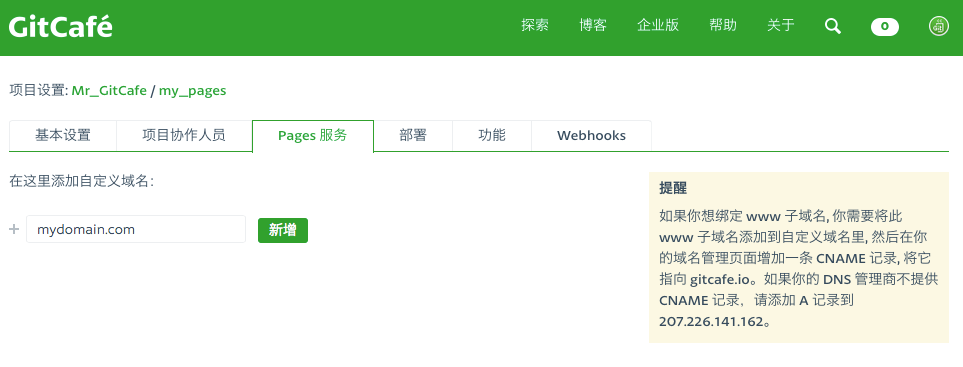 GitCafé
探索 博客 企业版 帮助 关于 0
项目设置: Mr_GitCafe / my_pages
基本设置 项目协作人员 Pages 服务 部署 功能 Webhooks
在这里添加自定义域名:
+ mydomain.com 新增
提醒
如果你想绑定 www 子域名, 你需要将此
www 子域名添加到自定义域名里, 然后在你
的域名管理页面增加一条 CNAME 记录, 将它
指向 gitcafe.io。如果你的 DNS 管理商不提供
CNAME 记录，请添加 A 记录到
207.226.141.162。